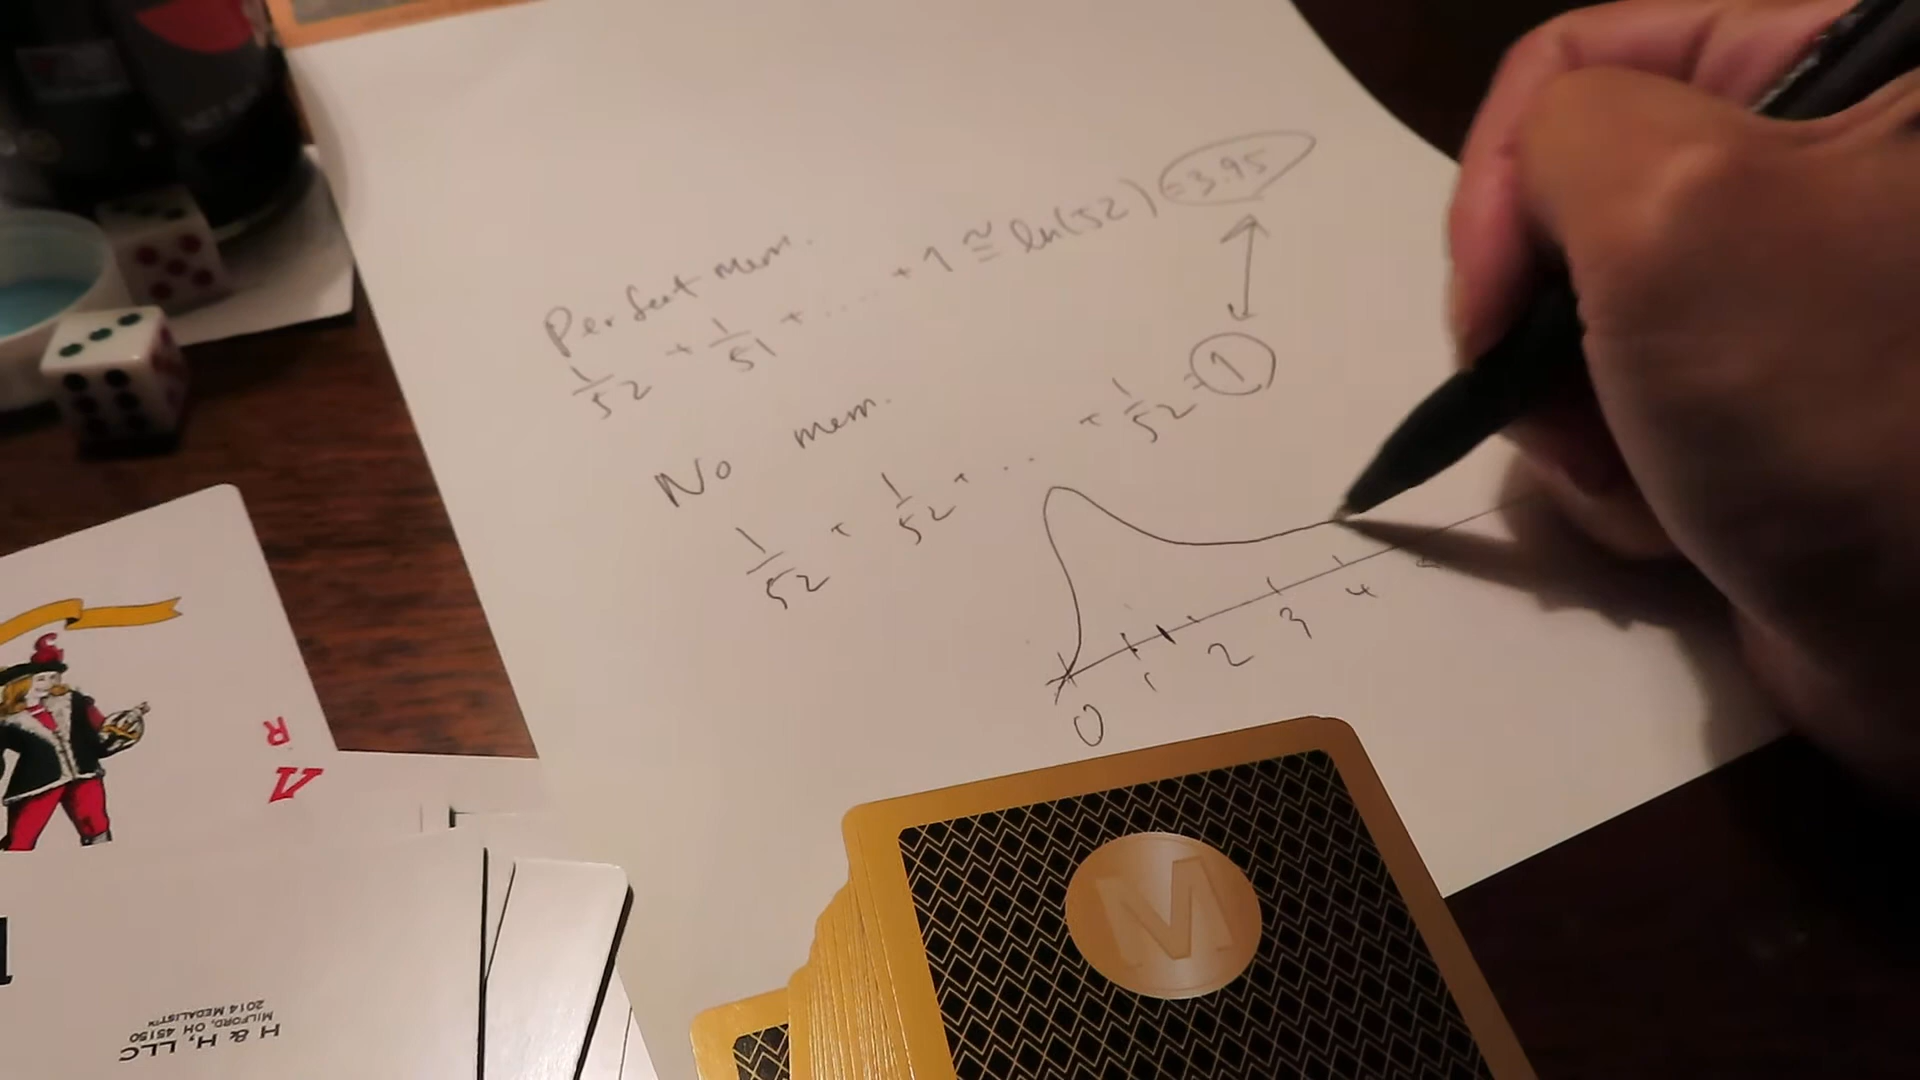 Perfect mem.
1/52 + 1/51 + .... + 1 ≅ ln(52) = 3.95
No mem.
1/52 + 1/52 + ... + 1/52 = 1
0 1 2 3 4
M
R
H & H, LLC
MILFORD, OH 45150
2014 MEDALIST™